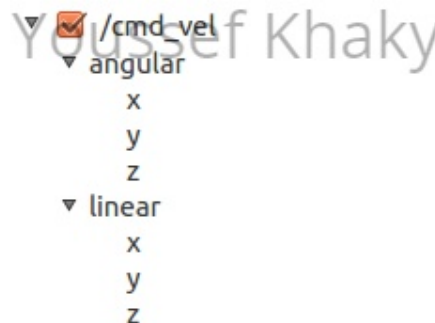 Youssef Khaky
/cmd_vel
angular
x
y
z
linear
x
y
z